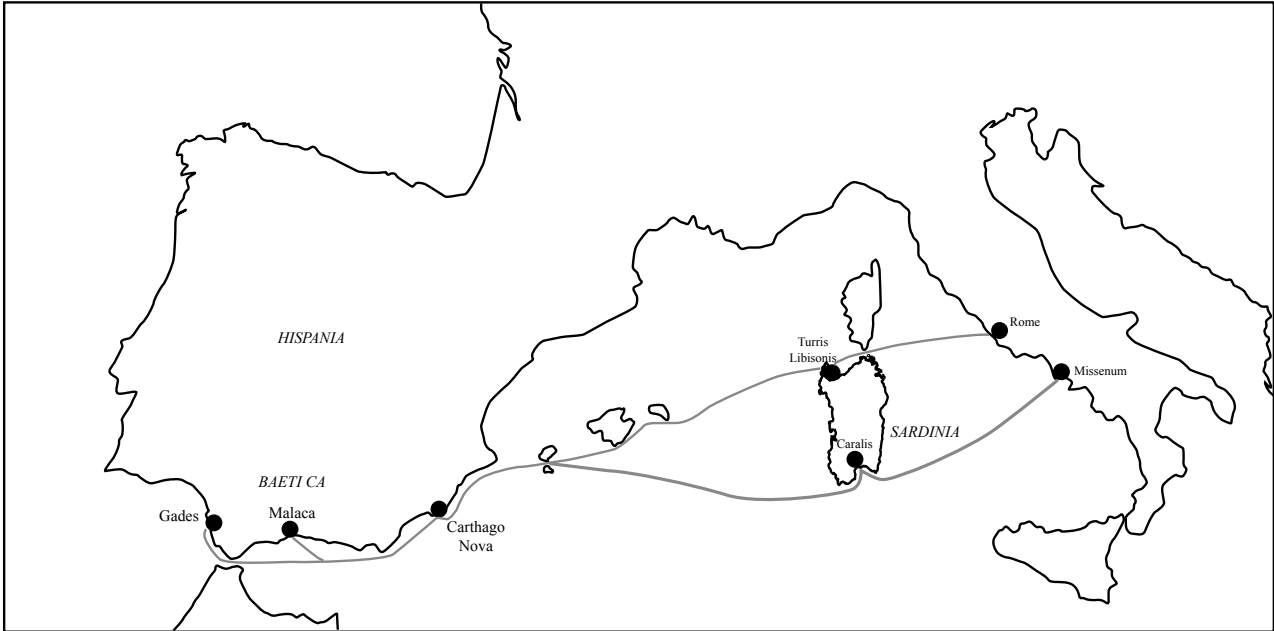 Rome
Turris
Libisonis
HISPANIA
Missenum
SARDINIA
Caralis
BAETI CA
Malaca
Gades
Carthago
Nova